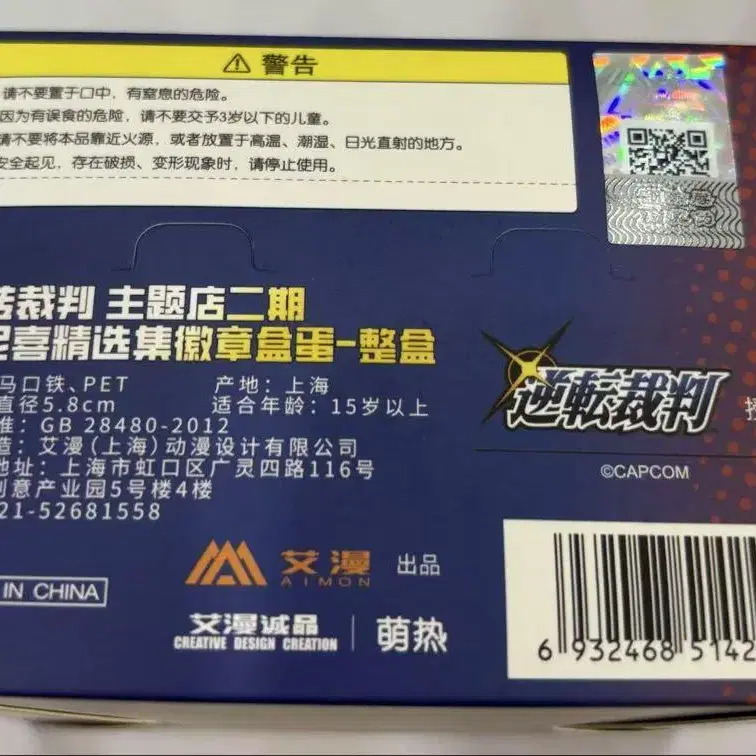 ⚠ 警告
请不要置于口中，有窒息的危险。
因为有误食的危险，请不要交予3岁以下的儿童。
请不要将本品靠近火源，或者放置于高温、潮湿、日光直射的地方。
安全起见，存在破损、变形现象时，请停止使用。
转裁判 主题店二期
喜精选集徽章盒蛋-整盒
马口铁、PET 产地：上海
直径5.8cm 适合年龄：15岁以上
准：GB 28480-2012
造：艾漫(上海)动漫设计有限公司
地址：上海市虹口区广灵四路116号
创意产业园5号楼4楼
21-52681558
逆転裁判
©CAPCOM
IN CHINA
艾漫 出品
AIMON
艾漫诚品 萌热
CREATIVE DESIGN CREATION
6 932468 5142